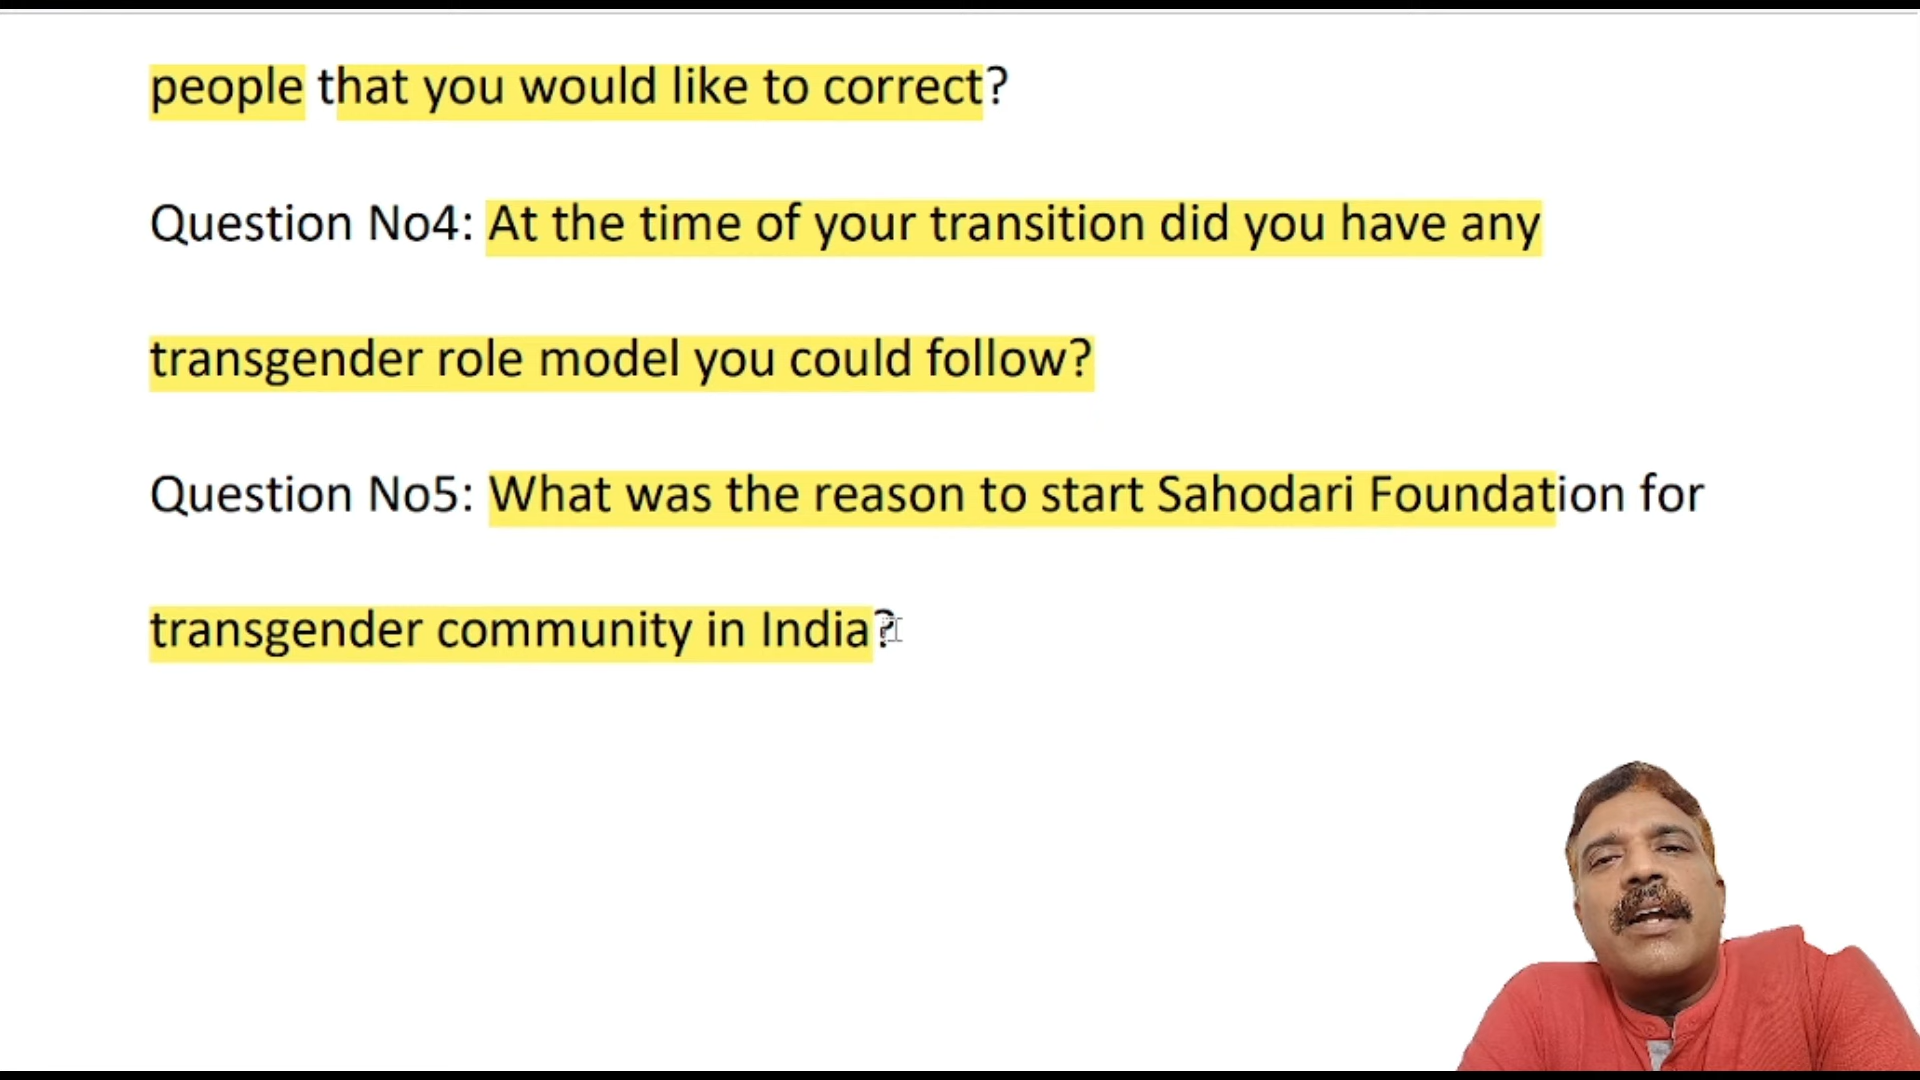 people that you would like to correct?
Question No4: At the time of your transition did you have any
transgender role model you could follow?
Question No5: What was the reason to start Sahodari Foundation for
transgender community in India?